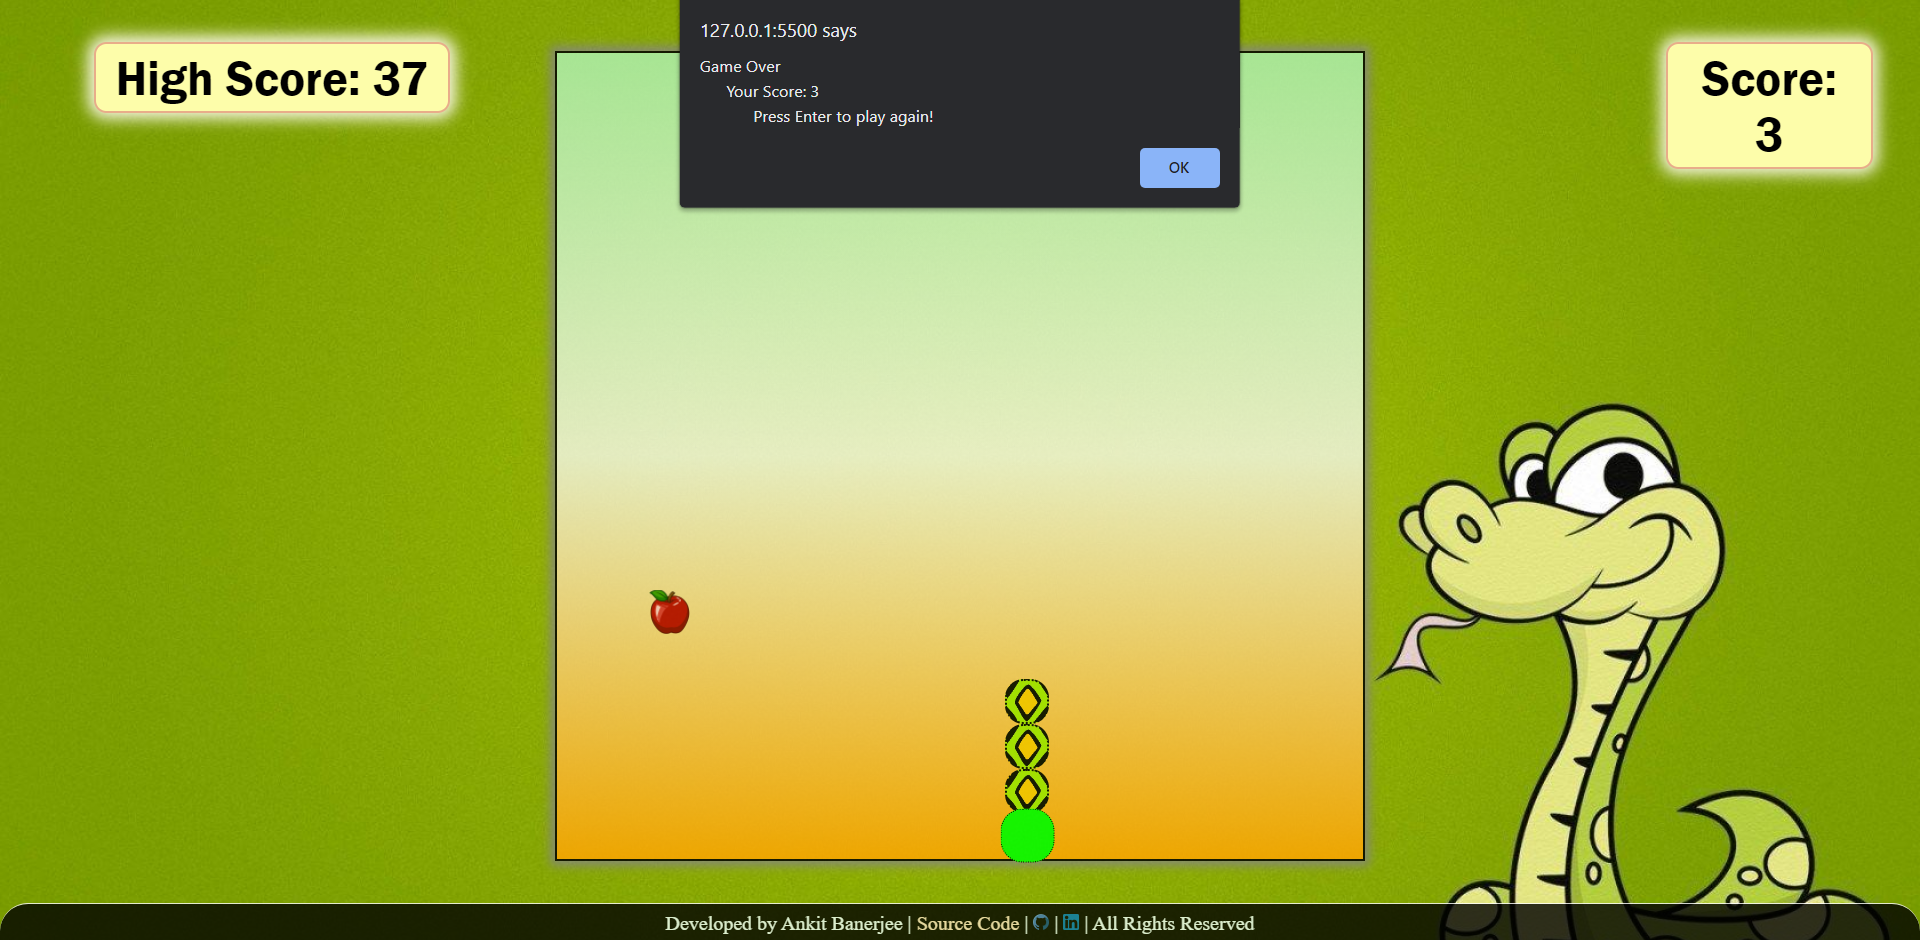 127.0.0.1:5500 says
Game Over
Your Score: 3
Press Enter to play again!
OK
High Score: 37
Score:
3
Developed by Ankit Banerjee | Source Code | | in | All Rights Reserved